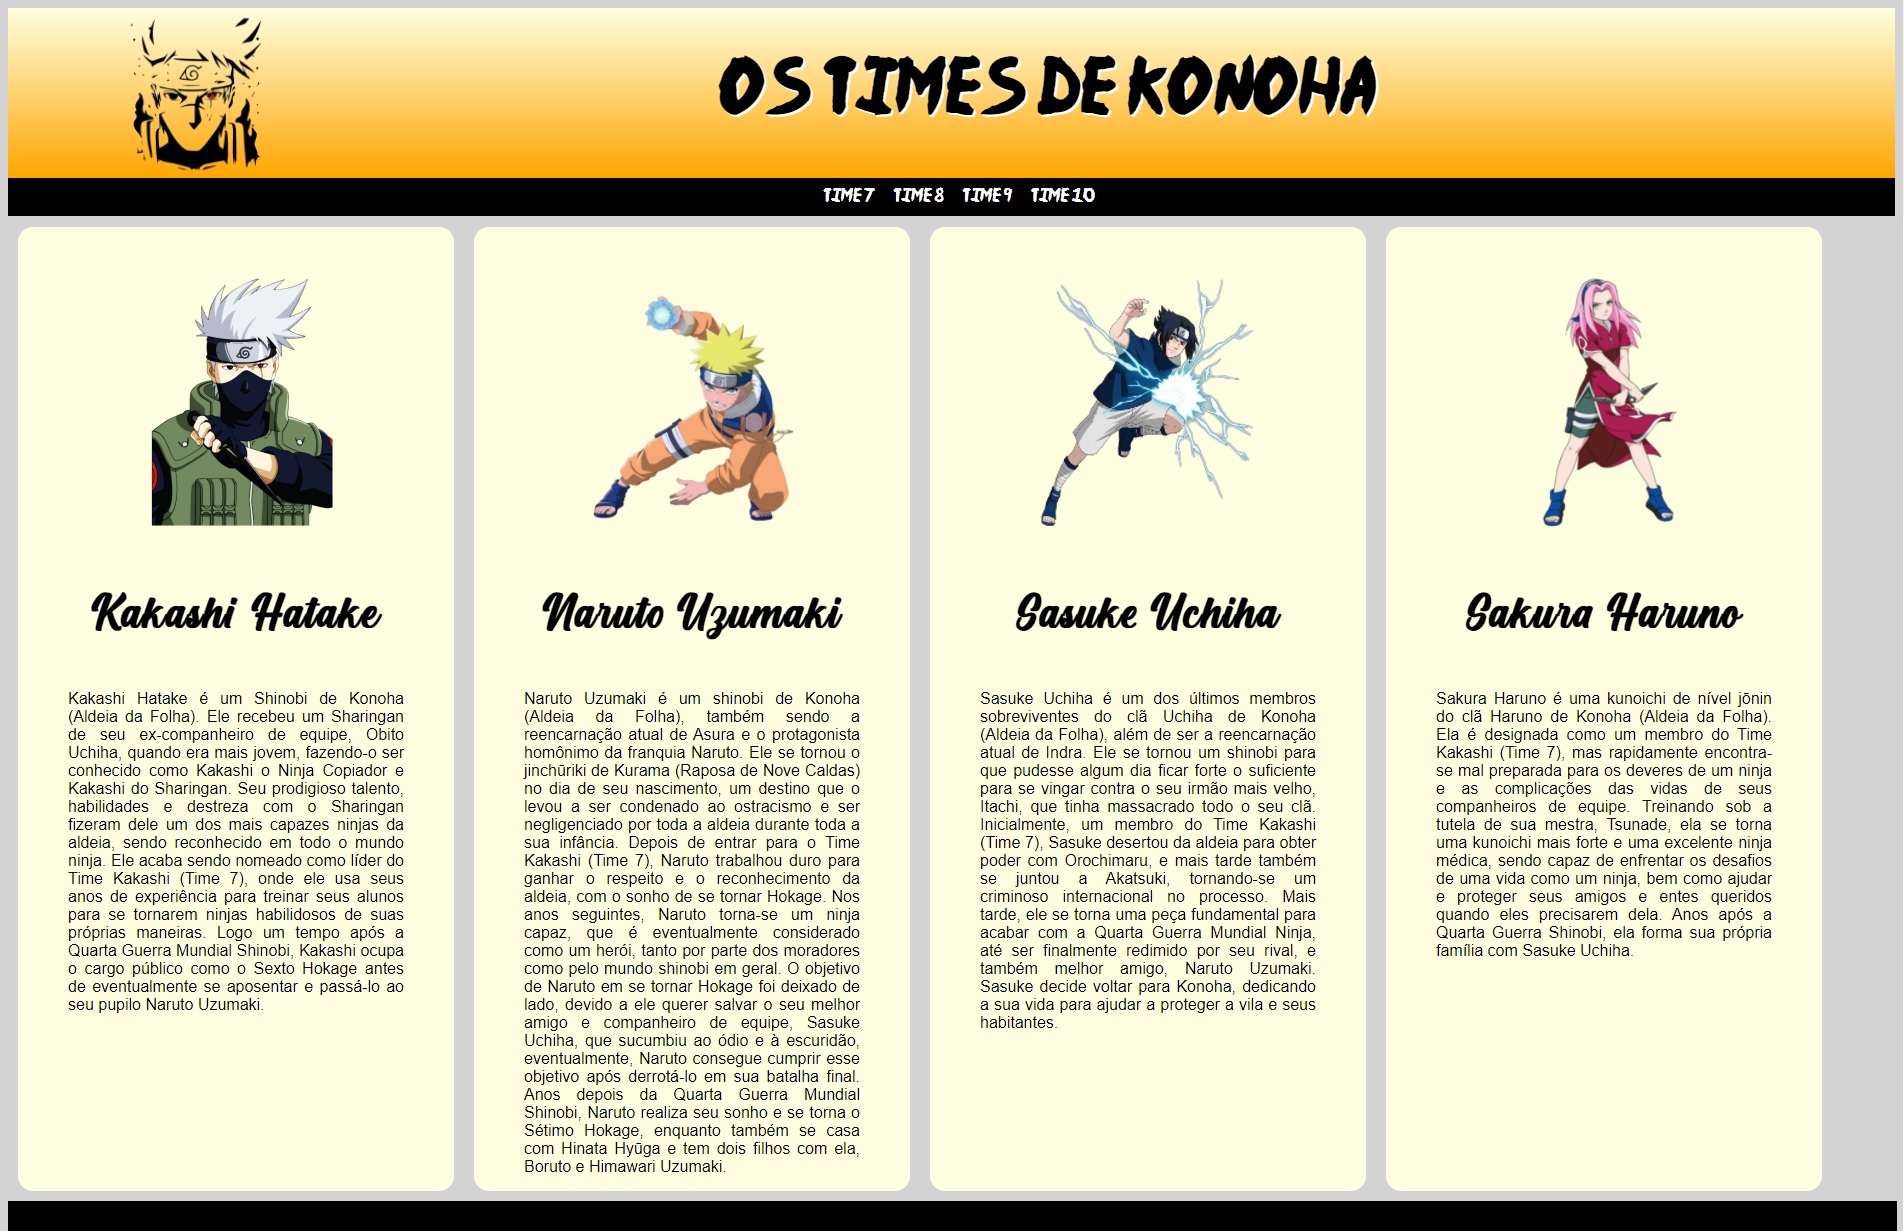 OS TIMES DE KONOHA
TIME 7 TIME 8 TIME 9 TIME 10
Kakashi Hatake
Kakashi Hatake é um Shinobi de Konoha
(Aldeia da Folha). Ele recebeu um Sharingan
de seu ex-companheiro de equipe, Obito
Uchiha, quando era mais jovem, fazendo-o ser
conhecido como Kakashi o Ninja Copiador e
Kakashi do Sharingan. Seu prodigioso talento,
habilidades e destreza com o Sharingan
fizeram dele um dos mais capazes ninjas da
aldeia, sendo reconhecido em todo o mundo
ninja. Ele acaba sendo nomeado como líder do
Time Kakashi (Time 7), onde ele usa seus
anos de experiência para treinar seus alunos
para se tornarem ninjas habilidosos de suas
próprias maneiras. Logo um tempo após a
Quarta Guerra Mundial Shinobi, Kakashi ocupa
o cargo público como o Sexto Hokage antes
de eventualmente se aposentar e passá-lo ao
seu pupilo Naruto Uzumaki.
Naruto Uzumaki
Naruto Uzumaki é um shinobi de Konoha
(Aldeia da Folha), também sendo a
reencarnação atual de Asura e o protagonista
homônimo da franquia Naruto. Ele se tornou o
jinchūriki de Kurama (Raposa de Nove Caldas)
no dia de seu nascimento, um destino que o
levou a ser condenado ao ostracismo e ser
negligenciado por toda a aldeia durante toda a
sua infância. Depois de entrar para o Time
Kakashi (Time 7), Naruto trabalhou duro para
ganhar o respeito e o reconhecimento da
aldeia, com o sonho de se tornar Hokage. Nos
anos seguintes, Naruto torna-se um ninja
capaz, que é eventualmente considerado
como um herói, tanto por parte dos moradores
como pelo mundo shinobi em geral. O objetivo
de Naruto em se tornar Hokage foi deixado de
lado, devido a ele querer salvar o seu melhor
amigo e companheiro de equipe, Sasuke
Uchiha, que sucumbiu ao ódio e à escuridão,
eventualmente, Naruto consegue cumprir esse
objetivo após derrotá-lo em sua batalha final.
Anos depois da Quarta Guerra Mundial
Shinobi, Naruto realiza seu sonho e se torna o
Sétimo Hokage, enquanto também se casa
com Hinata Hyūga e tem dois filhos com ela,
Boruto e Himawari Uzumaki.
Sasuke Uchiha
Sasuke Uchiha é um dos últimos membros
sobreviventes do clã Uchiha de Konoha
(Aldeia da Folha), além de ser a reencarnação
atual de Indra. Ele se tornou um shinobi para
que pudesse algum dia ficar forte o suficiente
para se vingar contra o seu irmão mais velho,
Itachi, que tinha massacrado todo o seu clã.
Inicialmente, um membro do Time Kakashi
(Time 7), Sasuke desertou da aldeia para obter
poder com Orochimaru, e mais tarde também
se juntou a Akatsuki, tornando-se um
criminoso internacional no processo. Mais
tarde, ele se torna uma peça fundamental para
acabar com a Quarta Guerra Mundial Ninja,
até ser finalmente redimido por seu rival, e
também melhor amigo, Naruto Uzumaki.
Sasuke decide voltar para Konoha, dedicando
a sua vida para ajudar a proteger a vila e seus
habitantes.
Sakura Haruno
Sakura Haruno é uma kunoichi de nível jōnin
do clã Haruno de Konoha (Aldeia da Folha).
Ela é designada como um membro do Time
Kakashi (Time 7), mas rapidamente encontra-
se mal preparada para os deveres de um ninja
e as complicações das vidas de seus
companheiros de equipe. Treinando sob a
tutela de sua mestra, Tsunade, ela se torna
uma kunoichi mais forte e uma excelente ninja
médica, sendo capaz de enfrentar os desafios
de uma vida como um ninja, bem como ajudar
e proteger seus amigos e entes queridos
quando eles precisarem dela. Anos após a
Quarta Guerra Shinobi, ela forma sua própria
família com Sasuke Uchiha.